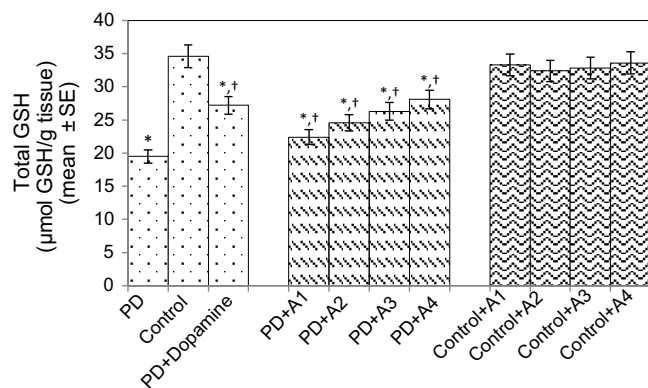 Total GSH
(µmol GSH/g tissue)
(mean ± SE)
40
35
30
25
20
15
10
5
0
*
*,†
*,†
*,†
*,†
*,†
PD
Control
PD+Dopamine
PD+A1
PD+A2
PD+A3
PD+A4
Control+A1
Control+A2
Control+A3
Control+A4